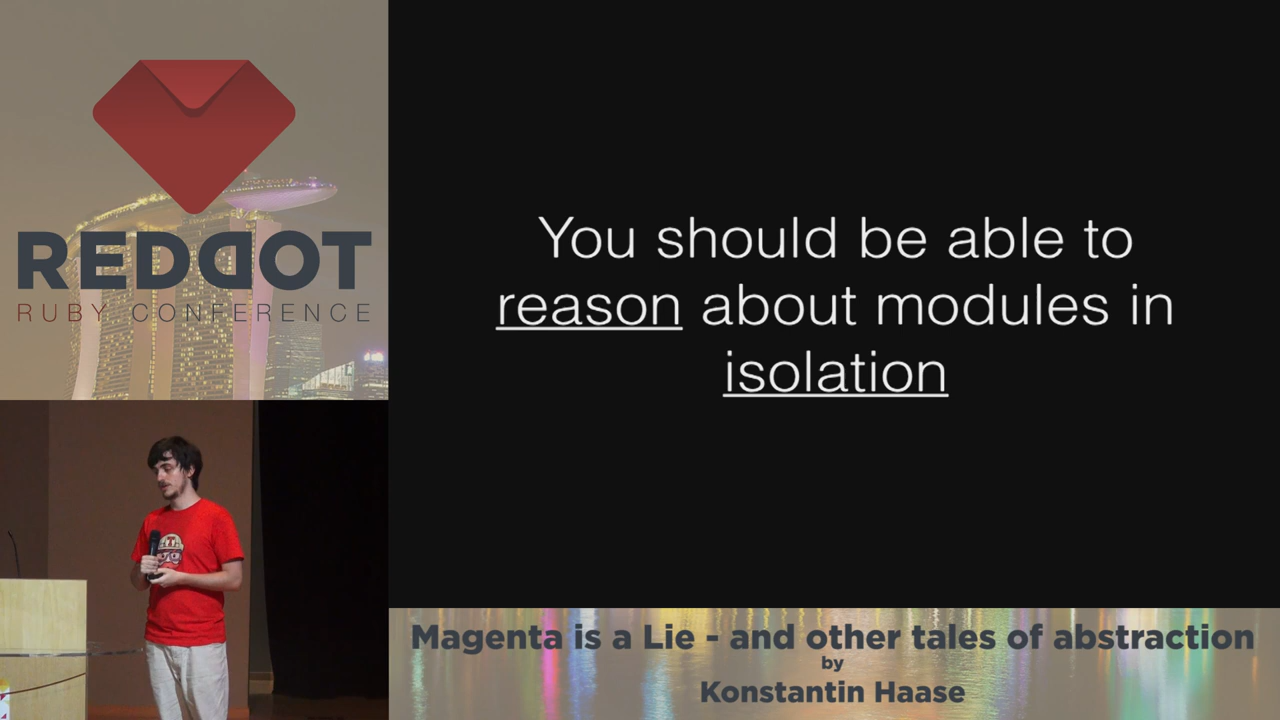 REDDOT
RUBY CONFERENCE
You should be able to
reason about modules in
isolation
Magenta is a Lie - and other tales of abstraction
by
Konstantin Haase